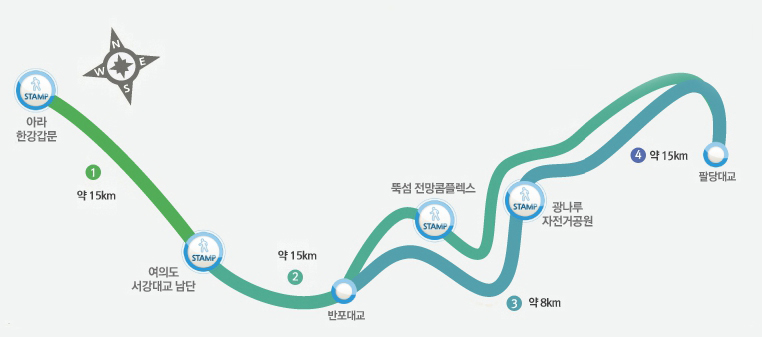 N
W
E
S
STAMP
아라
한강갑문
1
약 15km
STAMP
여의도
서강대교 남단
약 15km
2
반포대교
뚝섬 전망콤플렉스
STAMP
STAMP
광나루
자전거공원
3 약 8km
4 약 15km
팔당대교